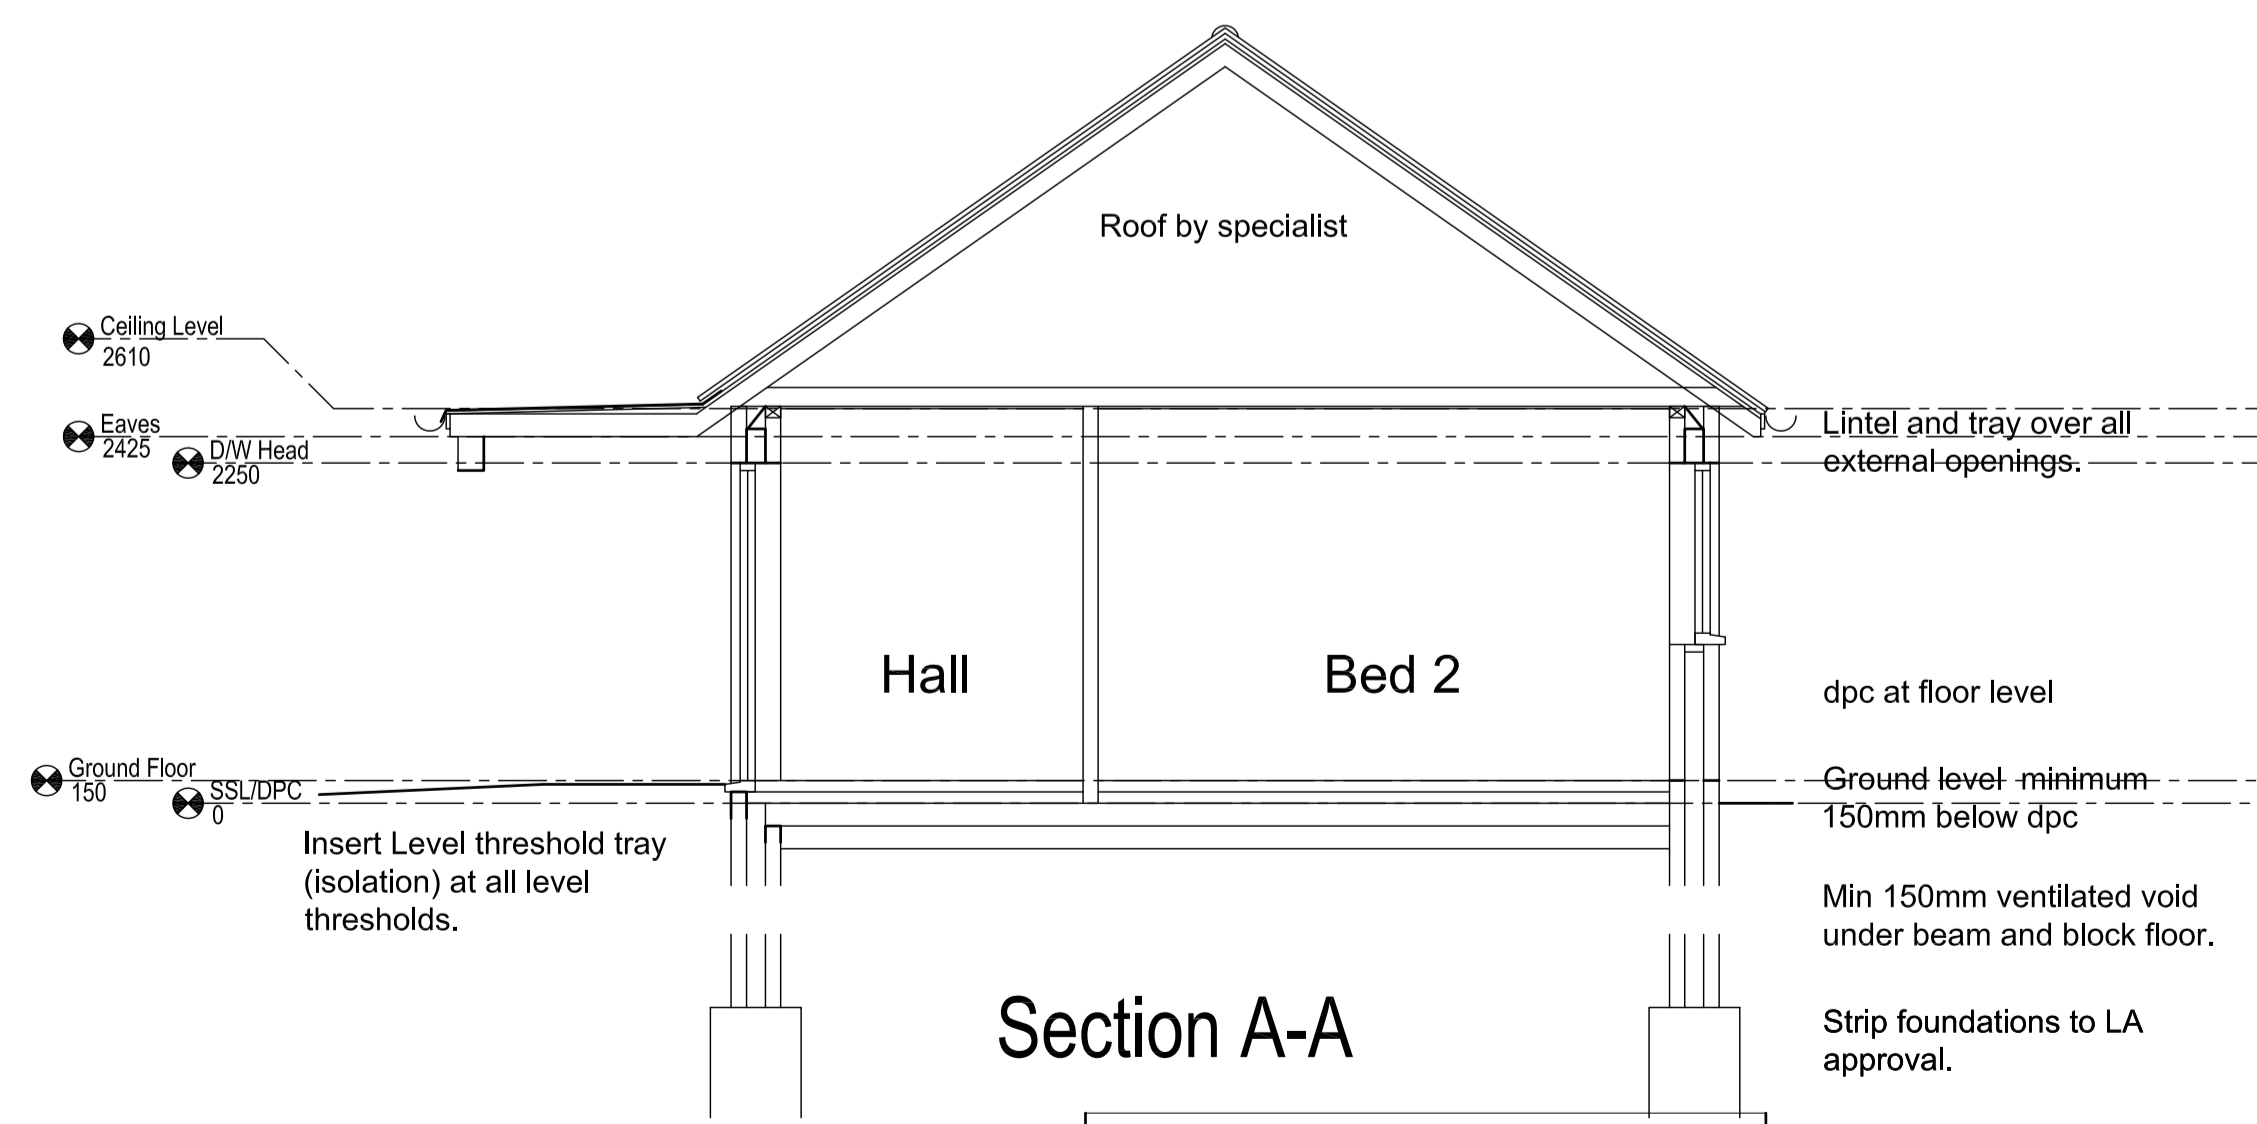 Roof by specialist
Ceiling Level
2610
Eaves
2425
D/W Head
2250
Lintel and tray over all
external openings.
Hall
Bed 2
dpc at floor level
Ground Floor
150
SSL/DPC
0
Ground level minimum
150mm below dpc
Insert Level threshold tray
(isolation) at all level
thresholds.
Min 150mm ventilated void
under beam and block floor.
Section A-A
Strip foundations to LA
approval.